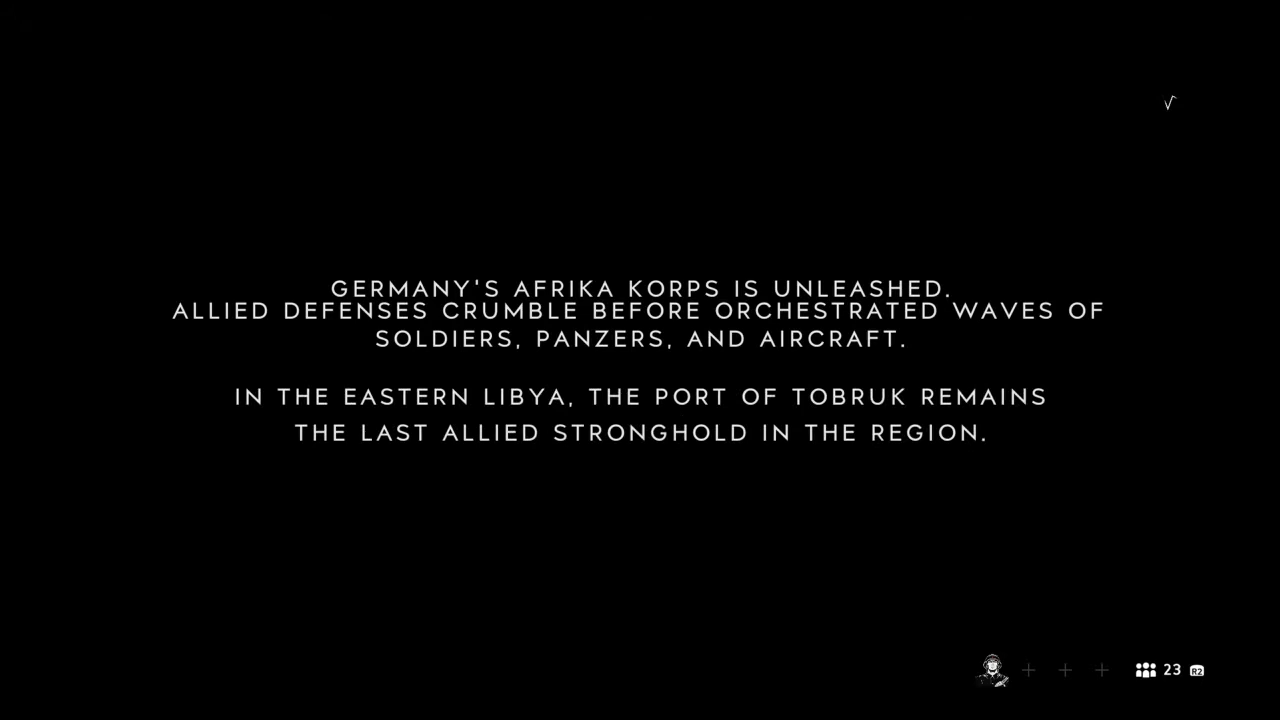 GERMANY'S AFRIKA KORPS IS UNLEASHED.
ALLIED DEFENSES CRUMBLE BEFORE ORCHESTRATED WAVES OF
SOLDIERS, PANZERS, AND AIRCRAFT.
IN THE EASTERN LIBYA, THE PORT OF TOBRUK REMAINS
THE LAST ALLIED STRONGHOLD IN THE REGION.
23 R2